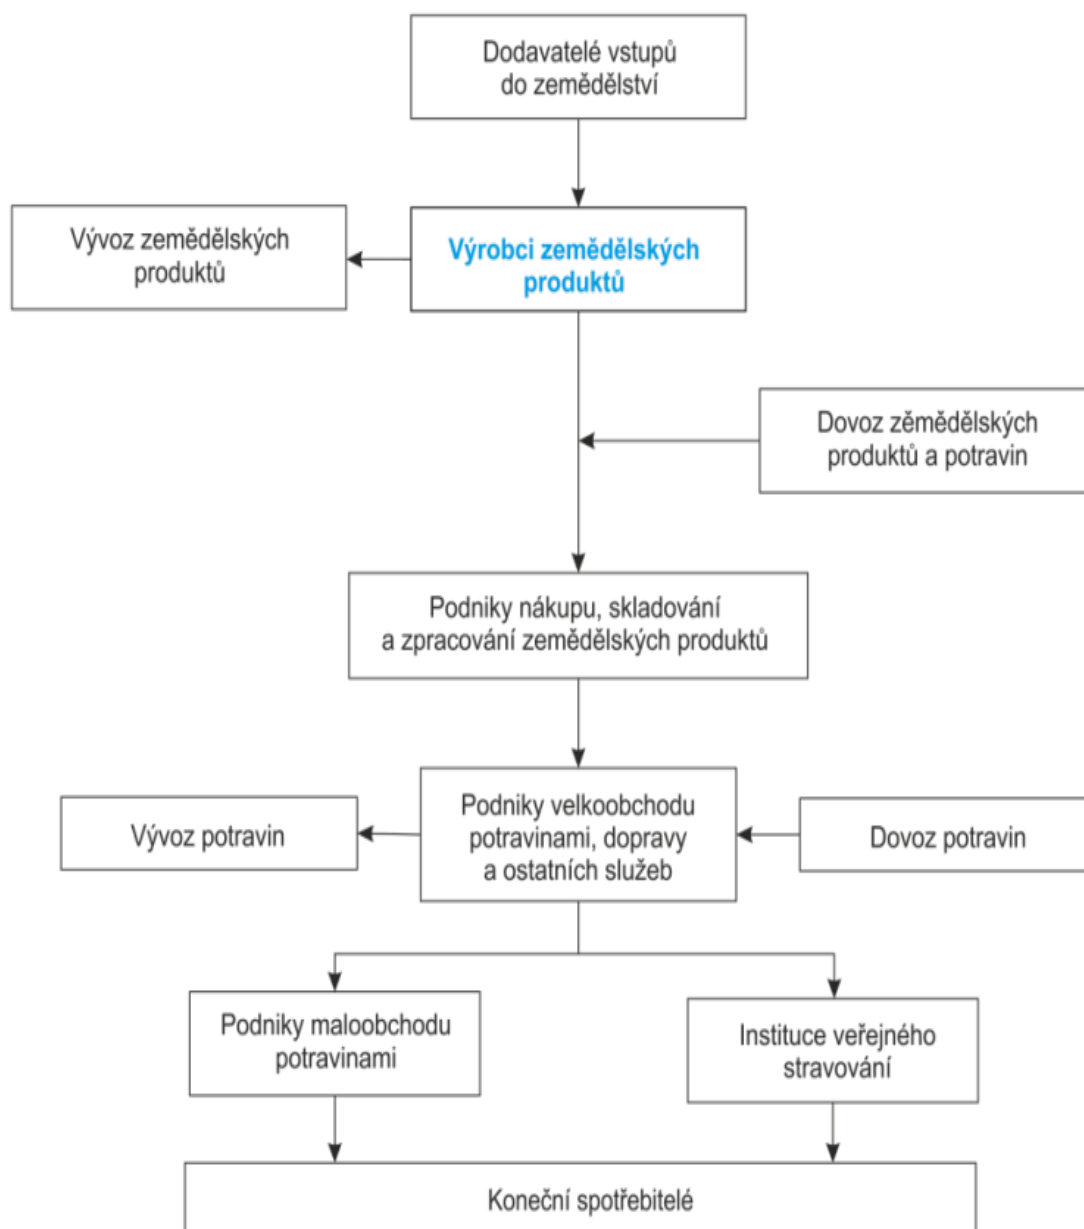 Dodavatelé vstupů
do zemědělství
Vývoz zemědělských
produktů
Výrobci zemědělských
produktů
Dovoz zěmědělských
produktů a potravin
Podniky nákupu, skladování
a zpracování zemědělských produktů
Vývoz potravin
Podniky velkoobchodu
potravinami, dopravy
a ostatních služeb
Dovoz potravin
Podniky maloobchodu
potravinami
Instituce veřejného
stravování
Koneční spotřebitelé